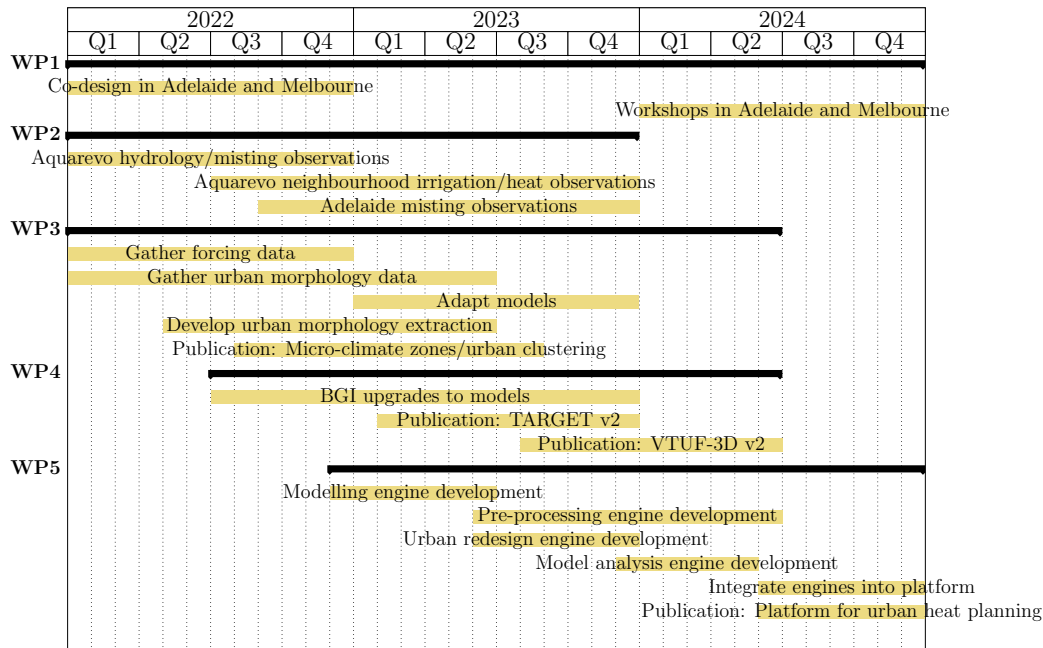 2022 2023 2024
Q1 Q2 Q3 Q4 Q1 Q2 Q3 Q4 Q1 Q2 Q3 Q4
WP1
Co-design in Adelaide and Melbourne
Workshops in Adelaide and Melbourne
WP2
Aquarevo hydrology/misting observations
Aquarevo neighbourhood irrigation/heat observations
Adelaide misting observations
WP3
Gather forcing data
Gather urban morphology data
Adapt models
Develop urban morphology extraction
Publication: Micro-climate zones/urban clustering
WP4
BGI upgrades to models
Publication: TARGET v2
Publication: VTUF-3D v2
WP5
Modelling engine development
Pre-processing engine development
Urban redesign engine development
Model analysis engine development
Integrate engines into platform
Publication: Platform for urban heat planning